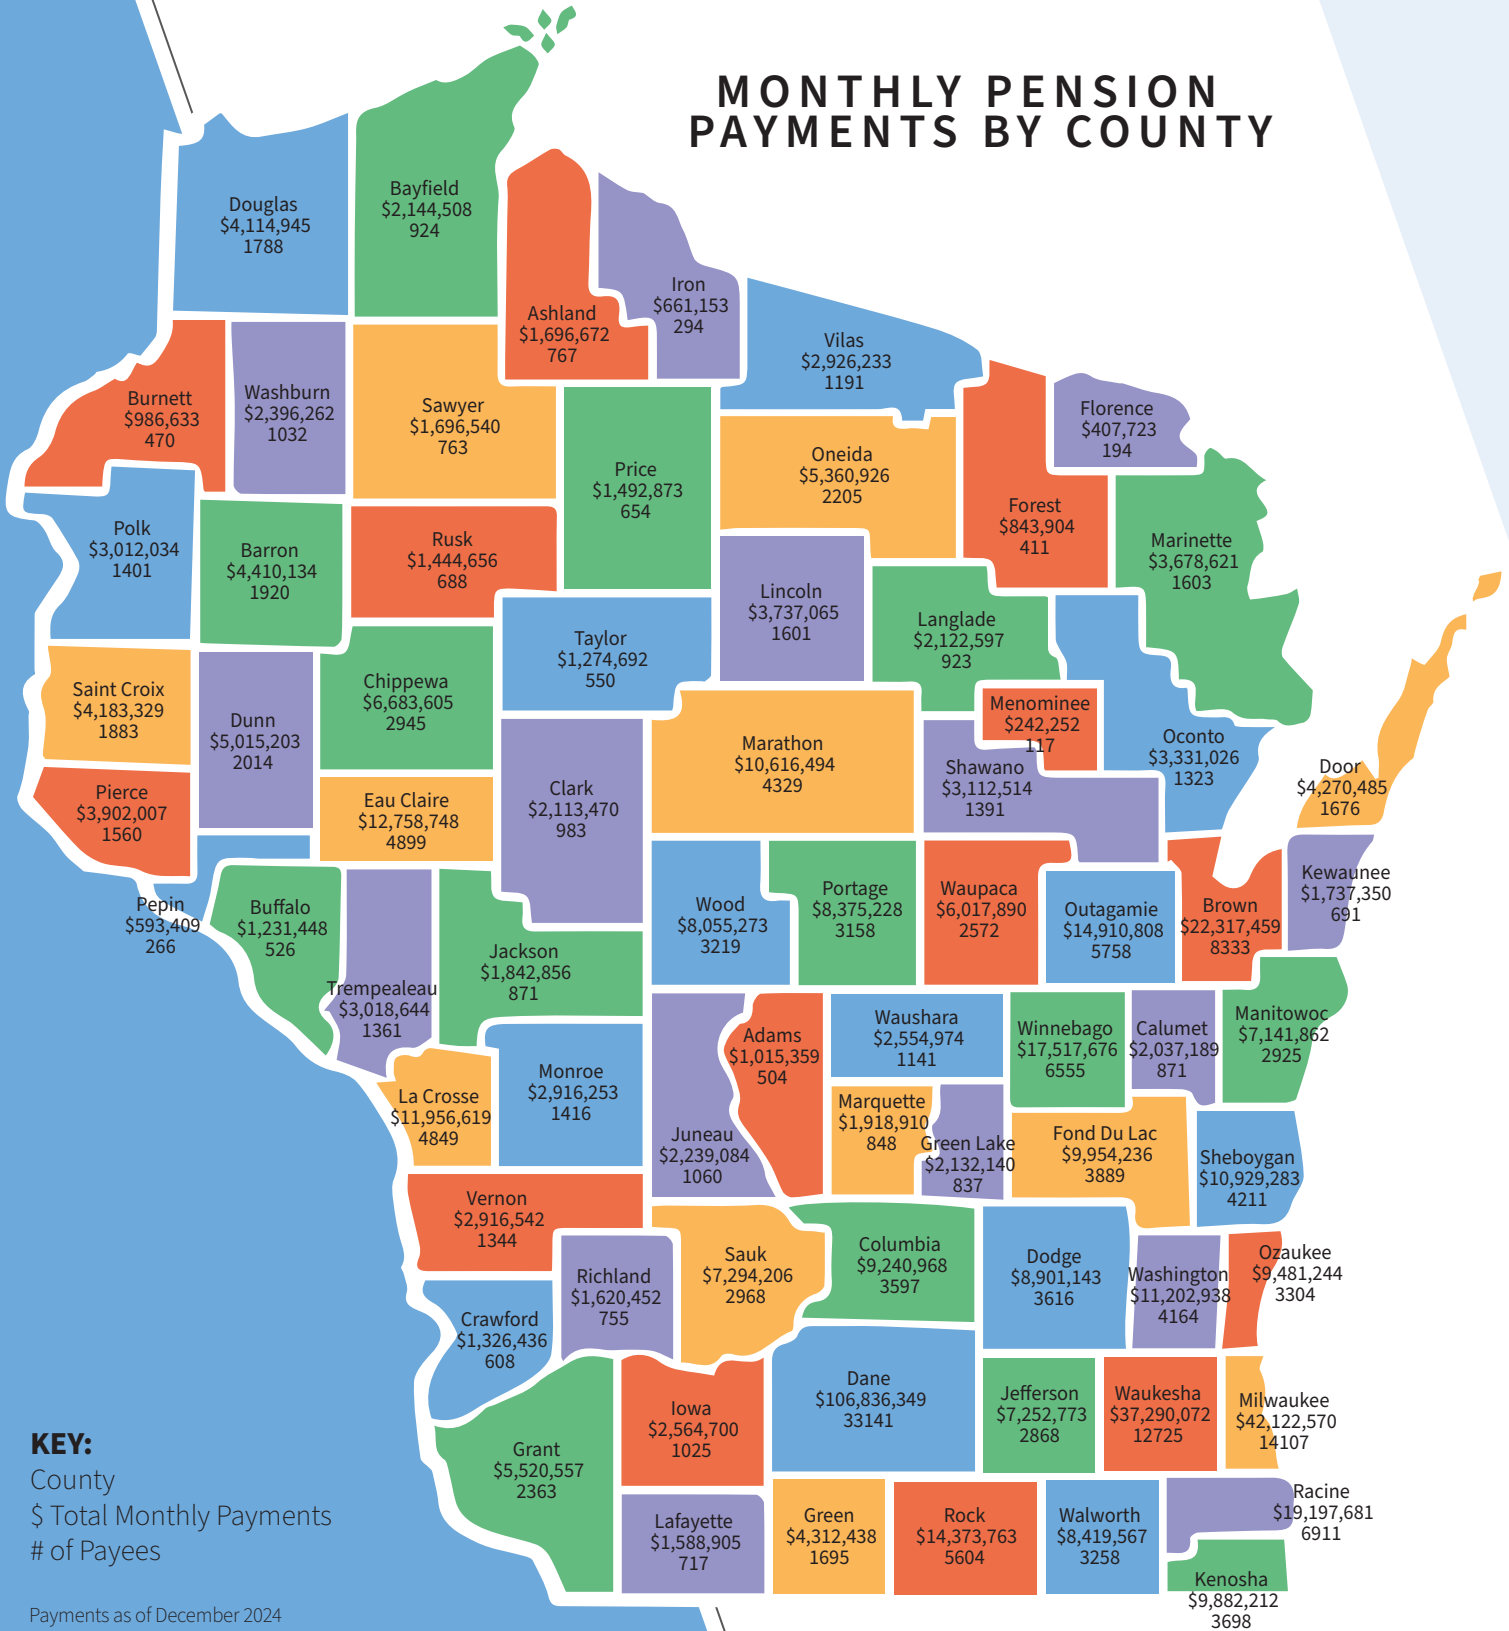 MONTHLY PENSION
PAYMENTS BY COUNTY
Douglas
$4,114,945
1788
Bayfield
$2,144,508
924
Ashland
$1,696,672
767
Iron
$661,153
294
Vilas
$2,926,233
1191
Burnett
$986,633
470
Washburn
$2,396,262
1032
Sawyer
$1,696,540
763
Price
$1,492,873
654
Oneida
$5,360,926
2205
Forest
$843,904
411
Florence
$407,723
194
Marinette
$3,678,621
1603
Polk
$3,012,034
1401
Barron
$4,410,134
1920
Rusk
$1,444,656
688
Lincoln
$3,737,065
1601
Langlade
$2,122,597
923
Taylor
$1,274,692
550
Saint Croix
$4,183,329
1883
Dunn
$5,015,203
2014
Chippewa
$6,683,605
2945
Menominee
$242,252
117
Oconto
$3,331,026
1323
Marathon
$10,616,494
4329
Shawano
$3,112,514
1391
Door
$4,270,485
1676
Pierce
$3,902,007
1560
Eau Claire
$12,758,748
4899
Clark
$2,113,470
983
Pepin
$593,409
266
Buffalo
$1,231,448
526
Trempealeau
$3,018,644
1361
Jackson
$1,842,856
871
Wood
$8,055,273
3219
Portage
$8,375,228
3158
Waupaca
$6,017,890
2572
Outagamie
$14,910,808
5758
Brown
$22,317,459
8333
Kewaunee
$1,737,350
691
Adams
$1,015,359
504
Waushara
$2,554,974
1141
Winnebago
$17,517,676
6555
Calumet
$2,037,189
871
Manitowoc
$7,141,862
2925
La Crosse
$11,956,619
4849
Monroe
$2,916,253
1416
Juneau
$2,239,084
1060
Marquette
$1,918,910
848
Green Lake
$2,132,140
837
Fond Du Lac
$9,954,236
3889
Sheboygan
$10,929,283
4211
Vernon
$2,916,542
1344
Richland
$1,620,452
755
Sauk
$7,294,206
2968
Columbia
$9,240,968
3597
Dodge
$8,901,143
3616
Washington
$11,202,938
4164
Ozaukee
$9,481,244
3304
Crawford
$1,326,436
608
Grant
$5,520,557
2363
Iowa
$2,564,700
1025
Dane
$106,836,349
33141
Jefferson
$7,252,773
2868
Waukesha
$37,290,072
12725
Milwaukee
$42,122,570
14107
Lafayette
$1,588,905
717
Green
$4,312,438
1695
Rock
$14,373,763
5604
Walworth
$8,419,567
3258
Racine
$19,197,681
6911
Kenosha
$9,882,212
3698
KEY:
County
$ Total Monthly Payments
# of Payees
Payments as of December 2024